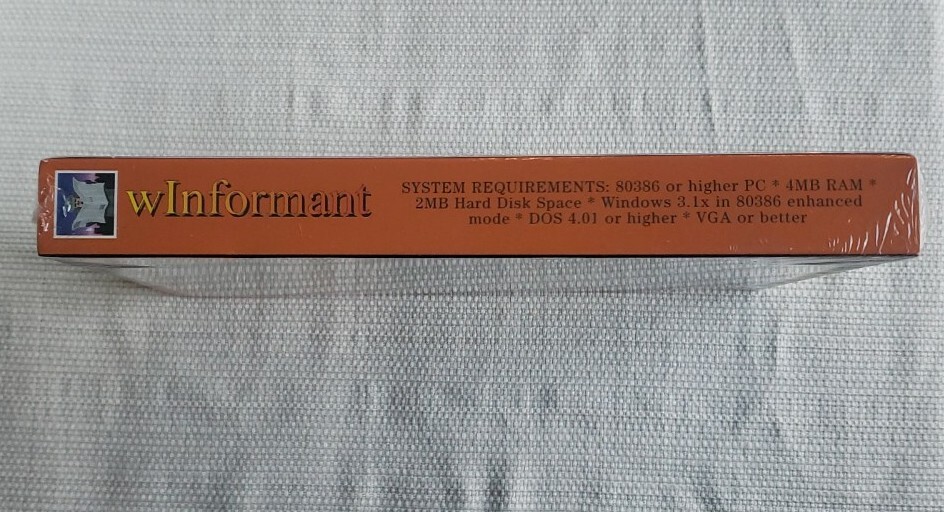 wInformant
SYSTEM REQUIREMENTS: 80386 or higher PC * 4MB RAM *
2MB Hard Disk Space * Windows 3.1x in 80386 enhanced
mode * DOS 4.01 or higher * VGA or better